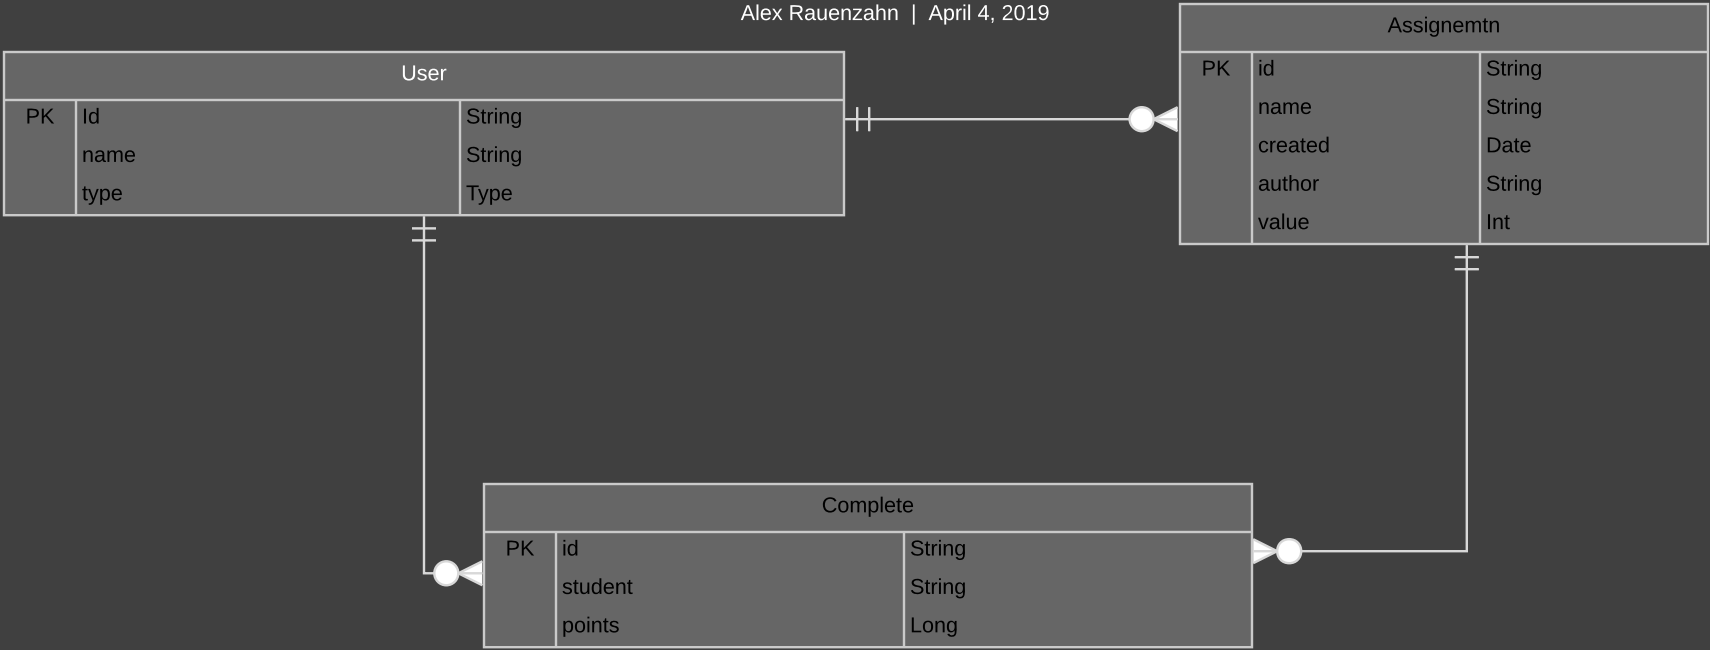 Alex Rauenzahn | April 4, 2019
User
PK Id String
name String
type Type
Assignemtn
PK id String
name String
created Date
author String
value Int
Complete
PK id String
student String
points Long